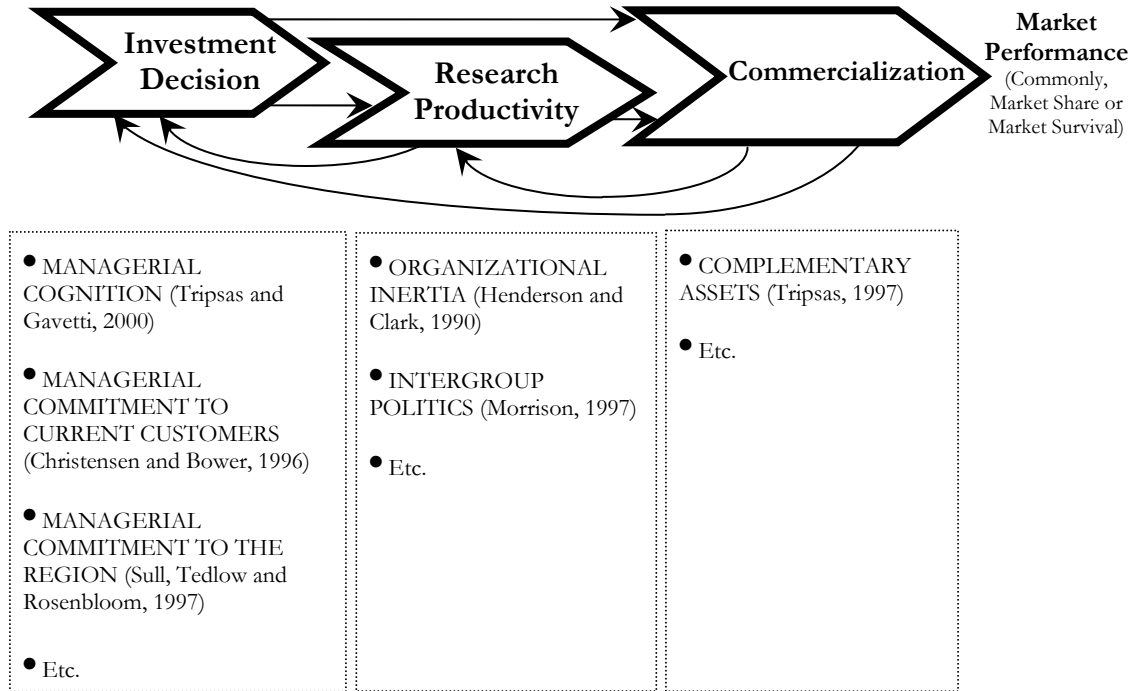 Investment
Decision
Research
Productivity
Commercialization
Market
Performance
(Commonly,
Market Share or
Market Survival)
● MANAGERIAL
COGNITION (Tripsas and
Gavetti, 2000)
● MANAGERIAL
COMMITMENT TO
CURRENT CUSTOMERS
(Christensen and Bower, 1996)
● MANAGERIAL
COMMITMENT TO THE
REGION (Sull, Tedlow and
Rosenbloom, 1997)
● Etc.
● ORGANIZATIONAL
INERTIA (Henderson and
Clark, 1990)
● INTERGROUP
POLITICS (Morrison, 1997)
● Etc.
● COMPLEMENTARY
ASSETS (Tripsas, 1997)
● Etc.